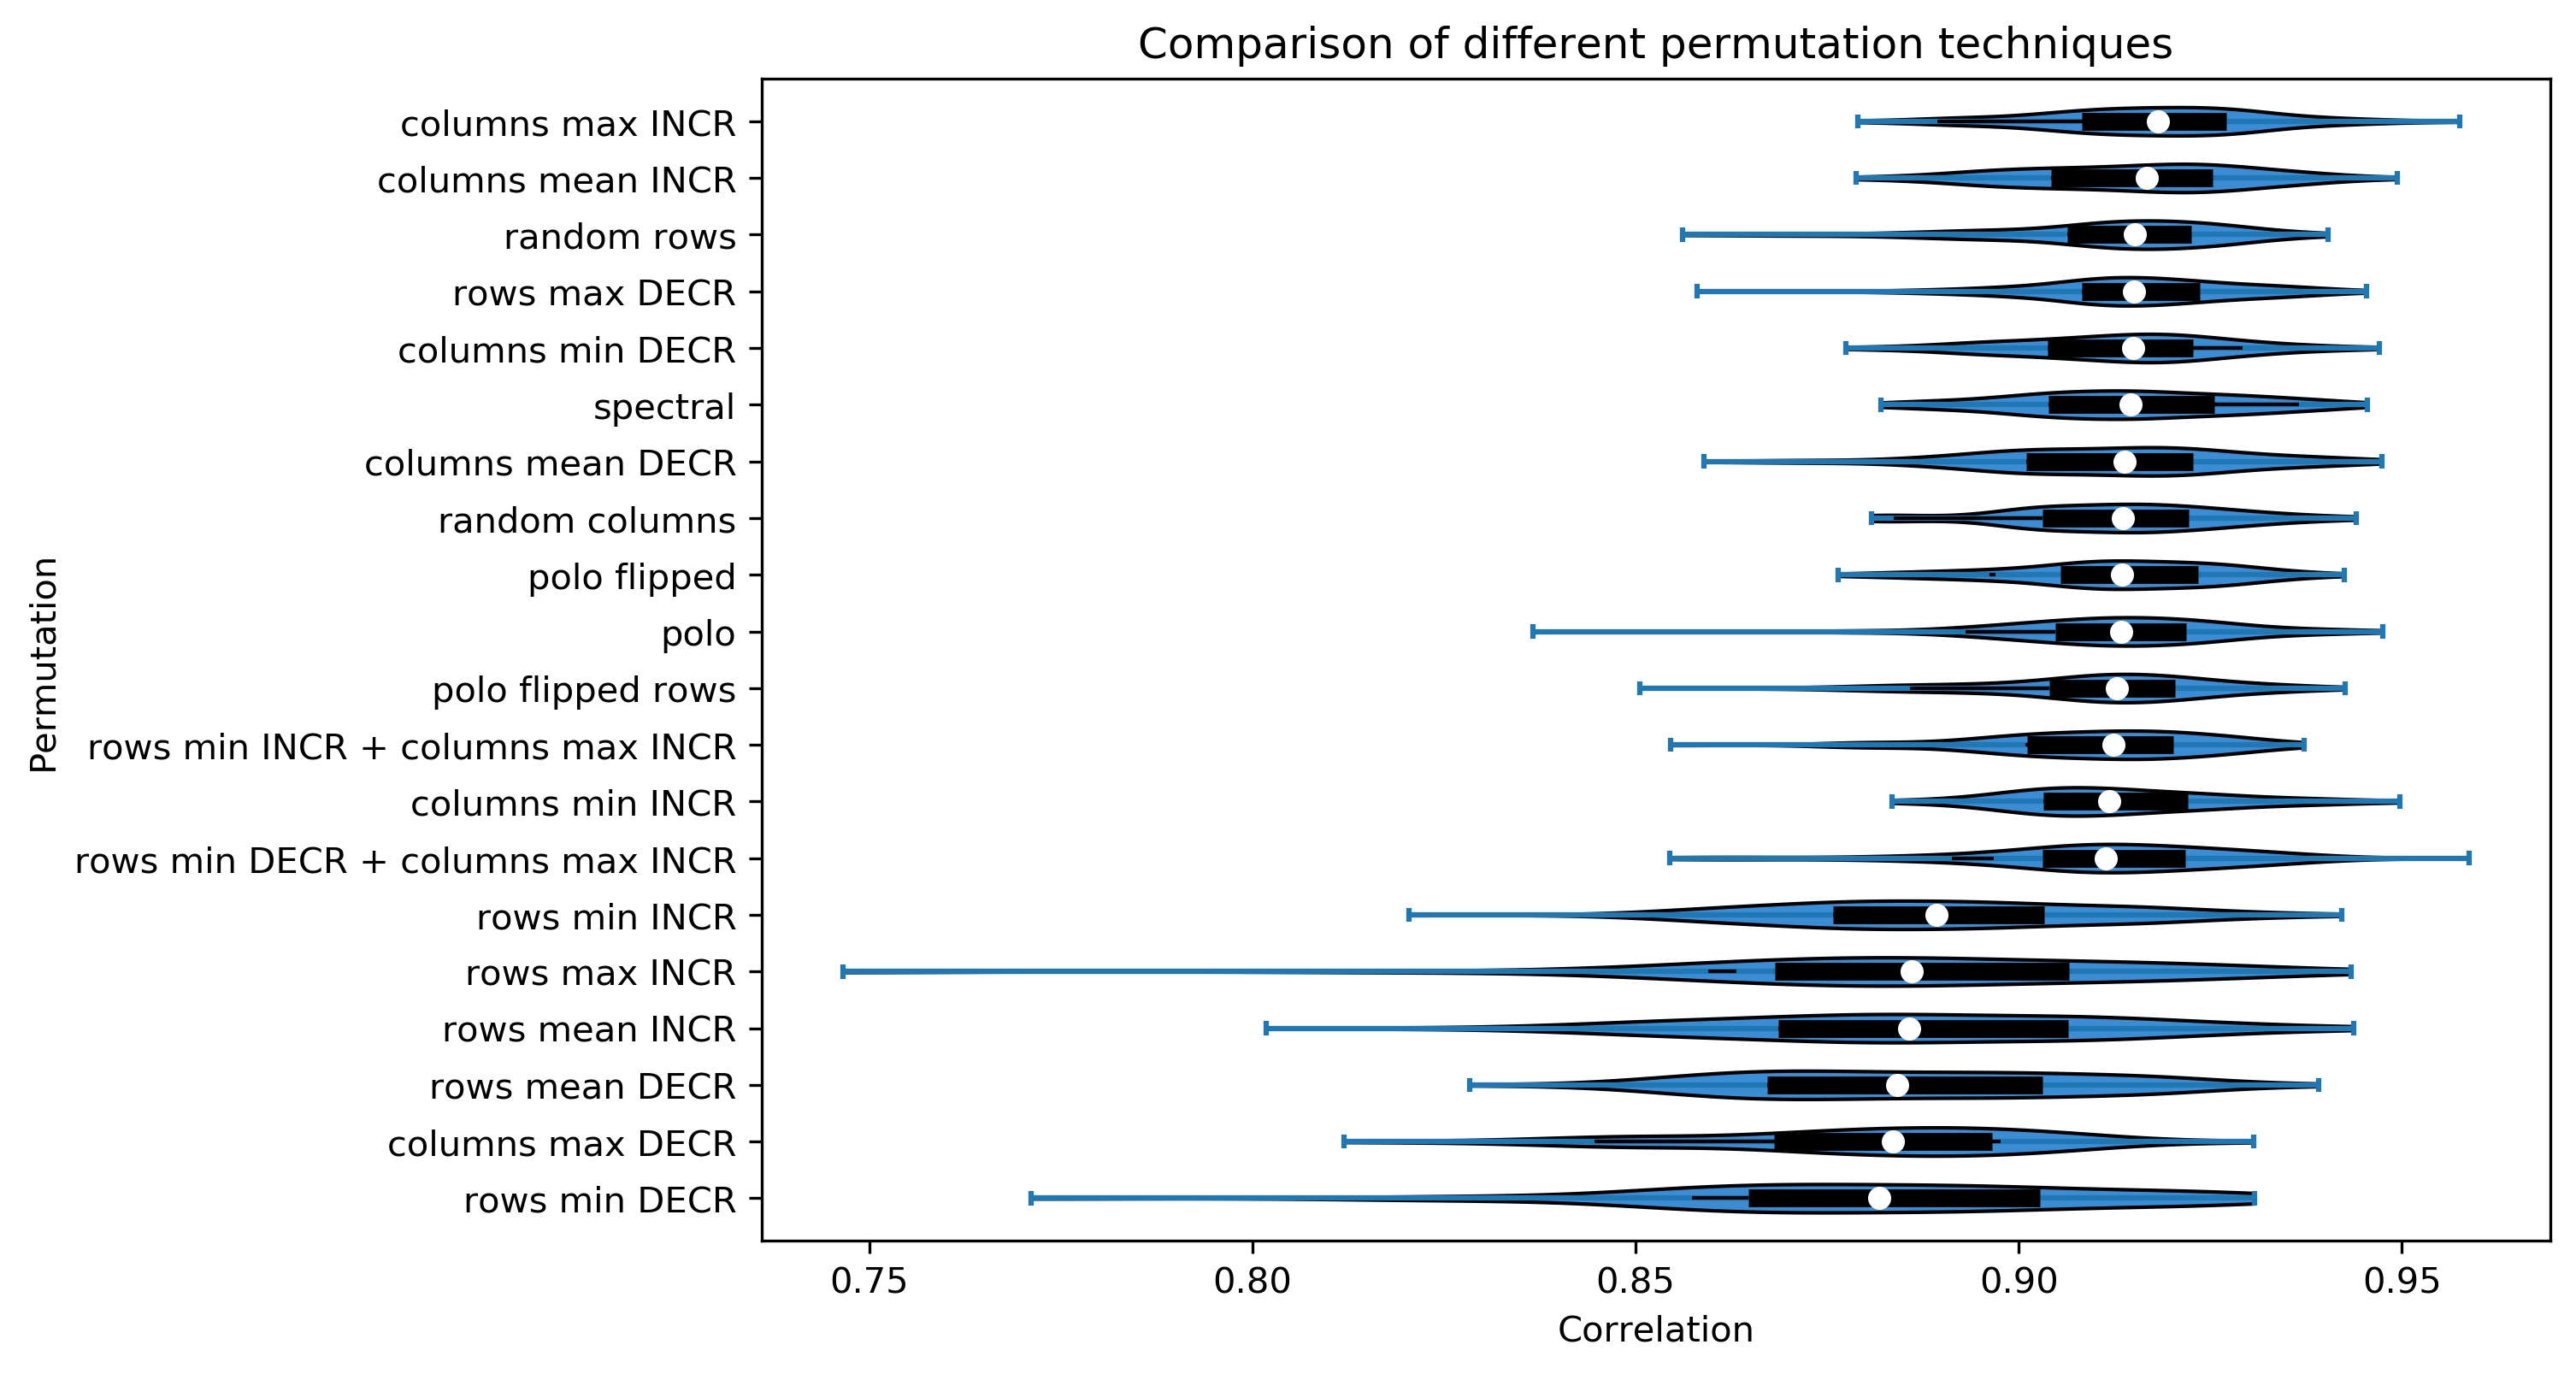 Comparison of different permutation techniques
columns max INCR
columns mean INCR
random rows
rows max DECR
columns min DECR
spectral
columns mean DECR
random columns
polo flipped
polo
polo flipped rows
rows min INCR + columns max INCR
columns min INCR
rows min DECR + columns max INCR
rows min INCR
rows max INCR
rows mean INCR
rows mean DECR
columns max DECR
rows min DECR
Permutation
0.75 0.80 0.85 0.90 0.95
Correlation